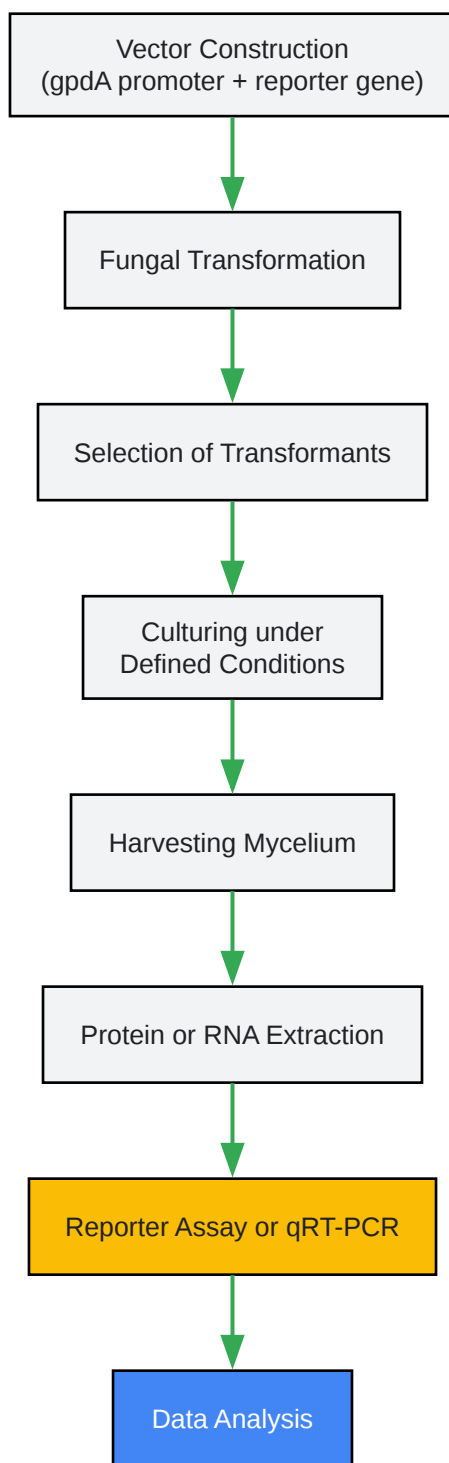 Vector Construction
(gpdA promoter + reporter gene)
Fungal Transformation
Selection of Transformants
Culturing under
Defined Conditions
Harvesting Mycelium
Protein or RNA Extraction
Reporter Assay or qRT-PCR
Data Analysis